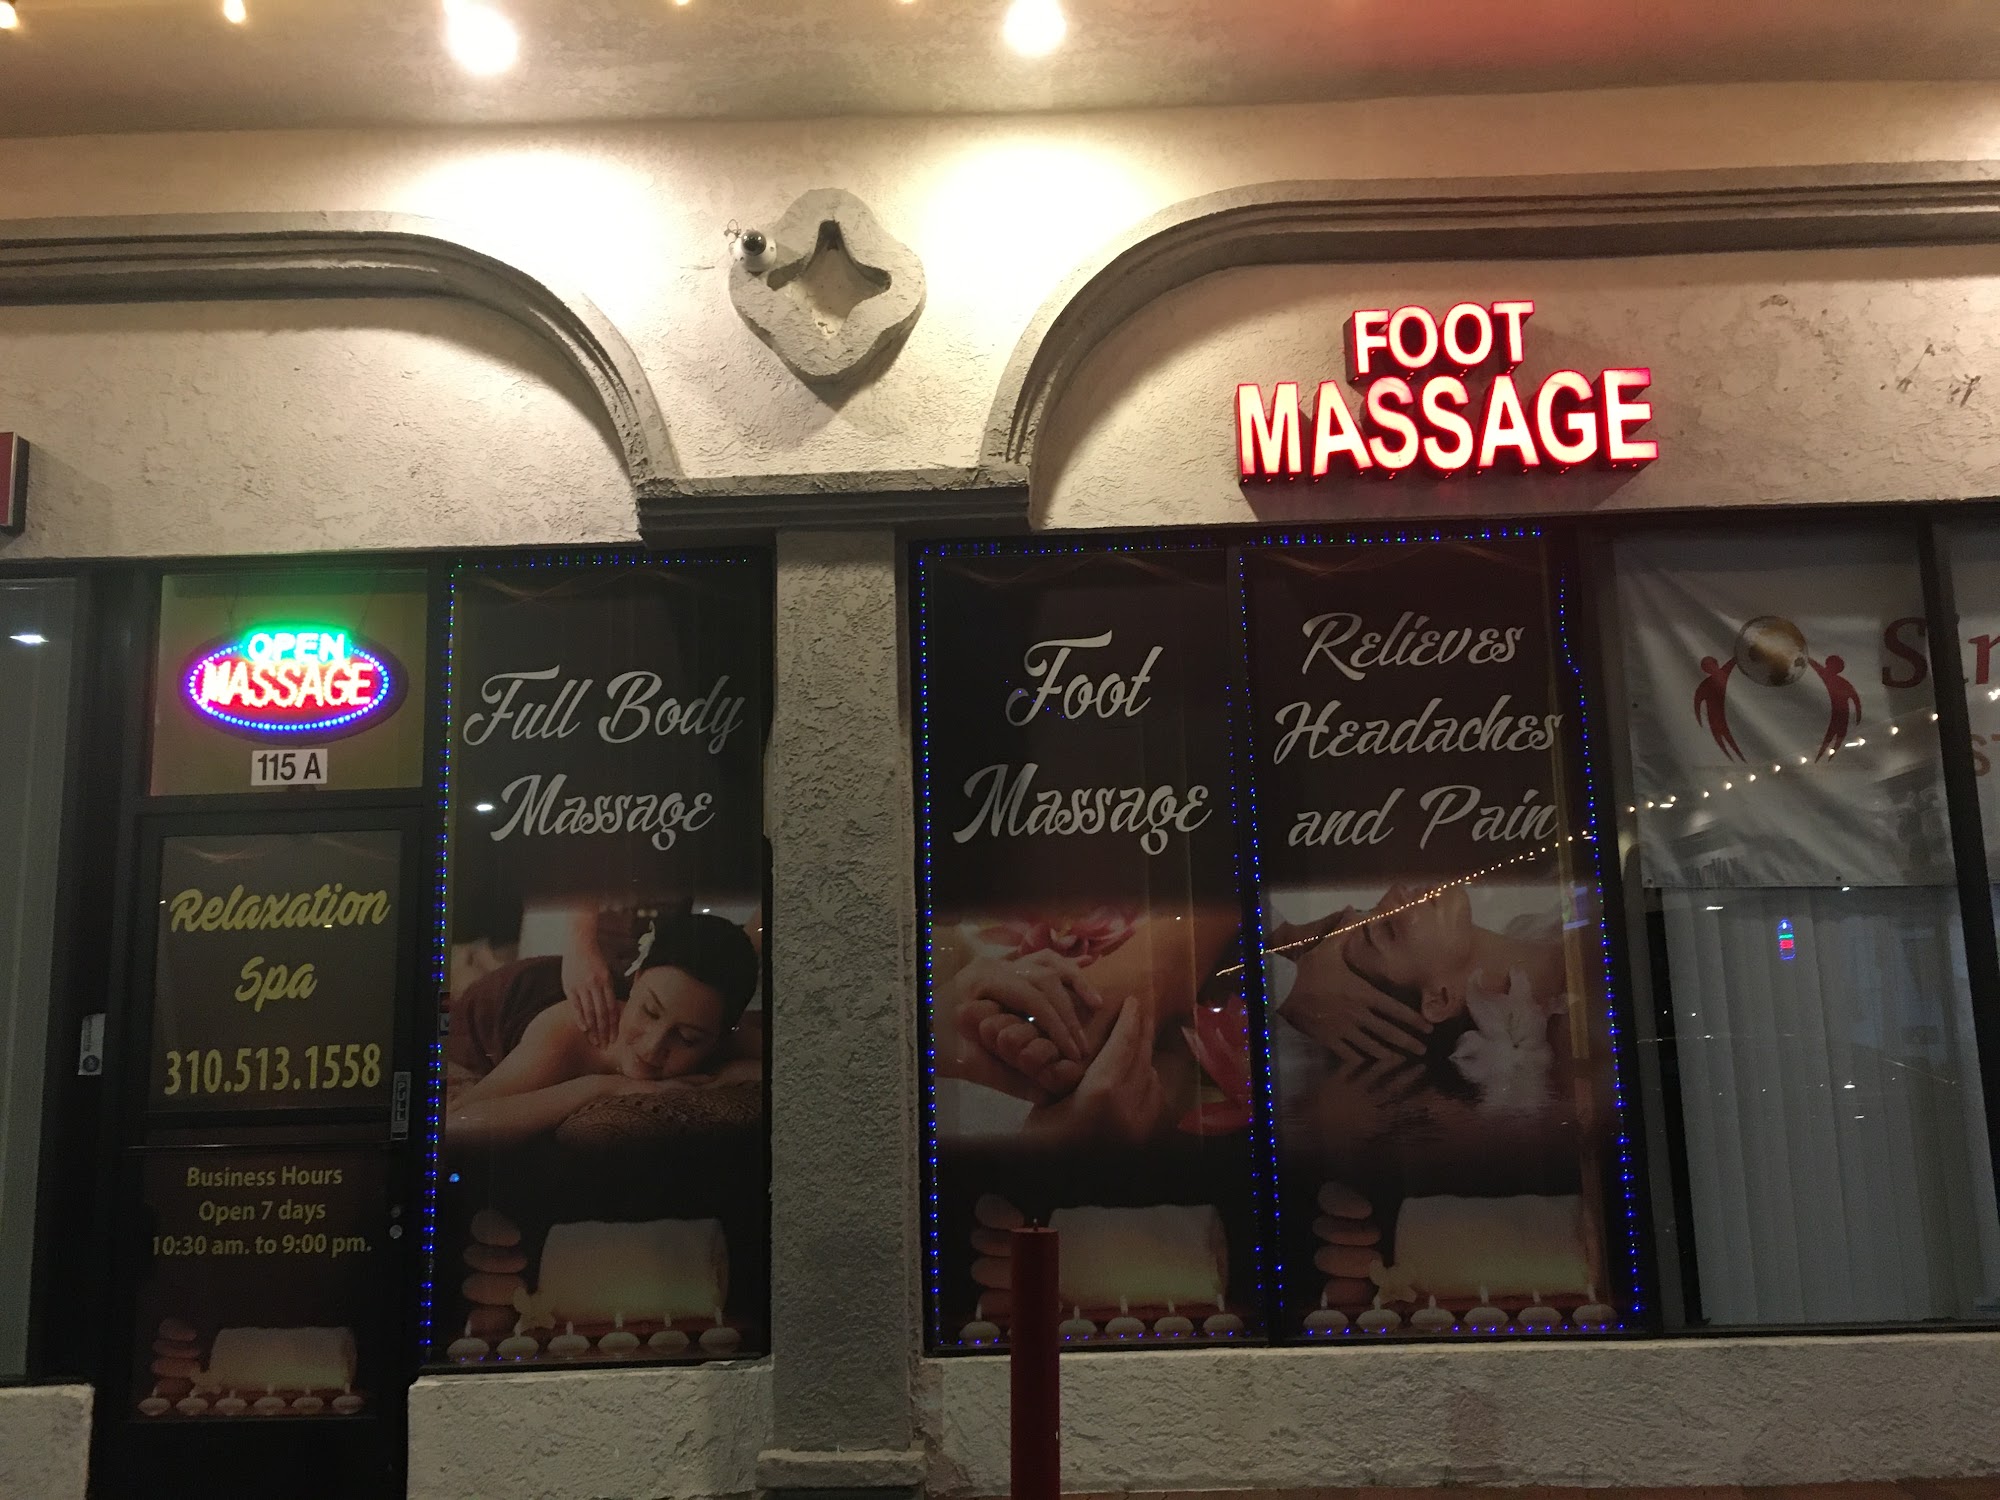 FOOT
MASSAGE
OPEN
MASSAGE
115 A
Relaxation
Spa
310.513.1558
PULL
Business Hours
Open 7 days
10:30 am. to 9:00 pm.
Full Body
Massage
Foot
Massage
Relieves
Headaches
and Pain